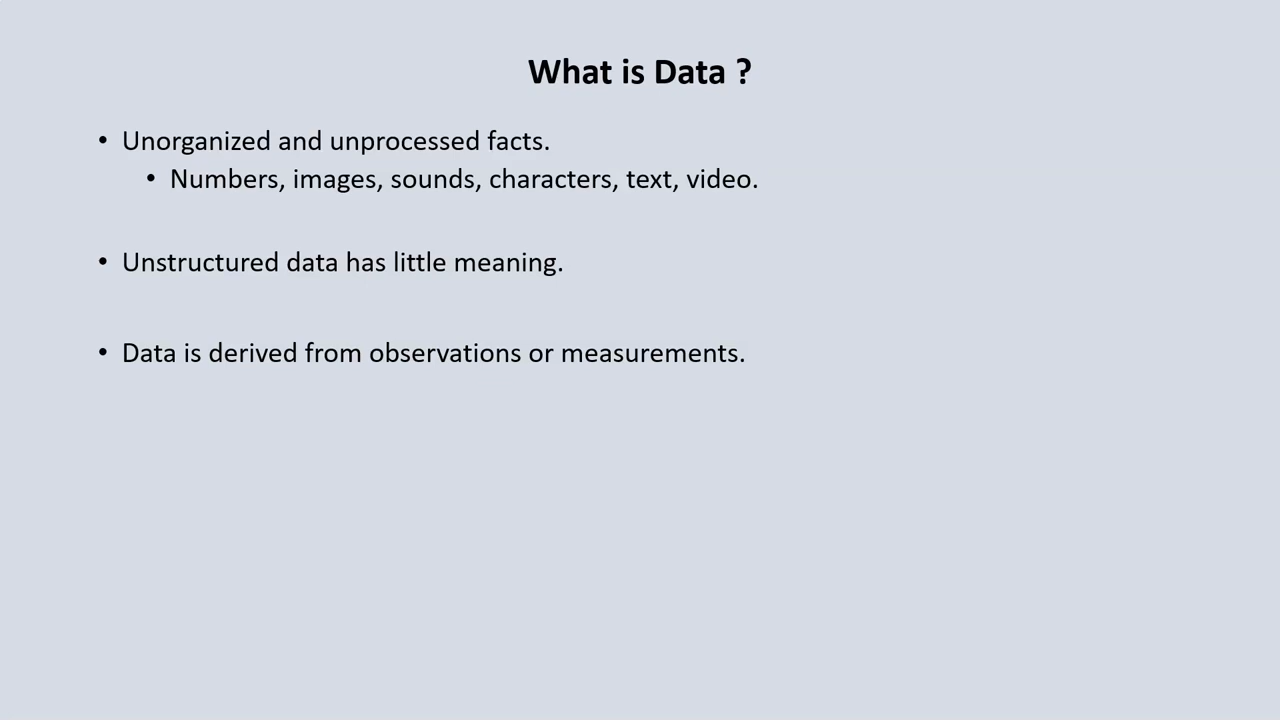 What is Data ?
• Unorganized and unprocessed facts.
• Numbers, images, sounds, characters, text, video.
• Unstructured data has little meaning.
• Data is derived from observations or measurements.